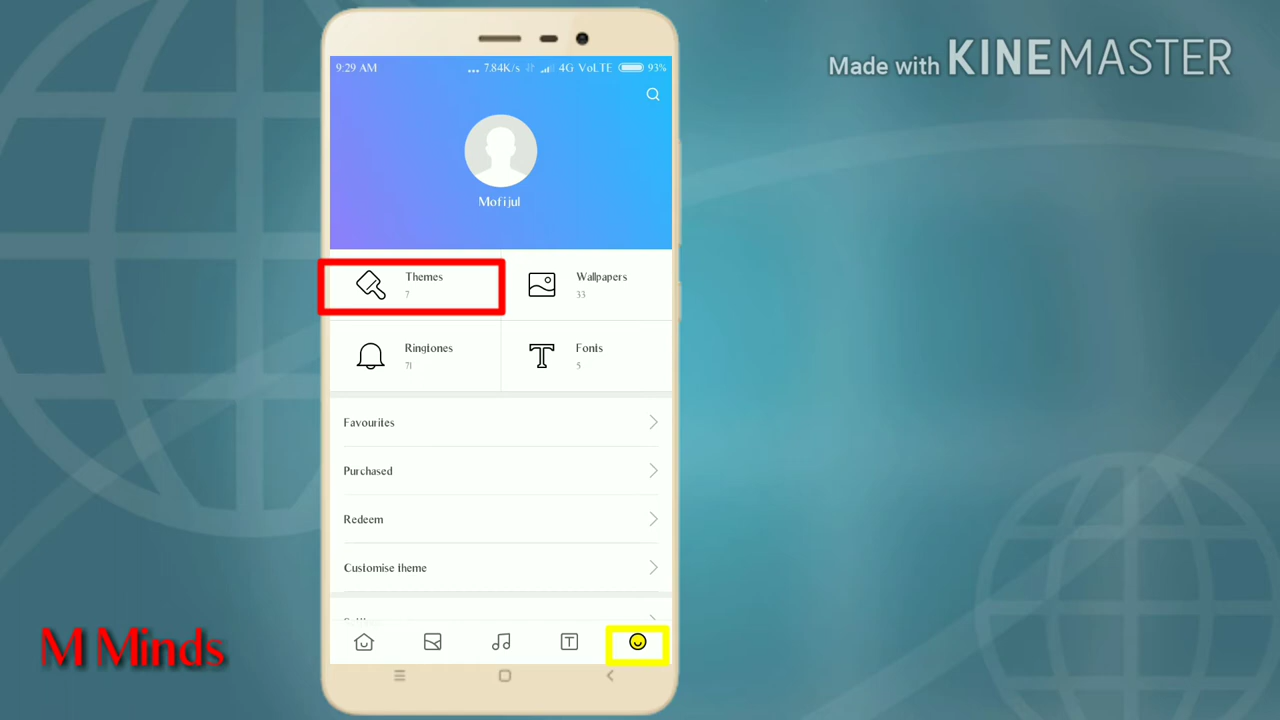 Made with KINEMASTER
9:29 AM ... 7.84K/s 4G VoLTE 93%
Mofijul
Themes
7
Wallpapers
33
Ringtones
71
Fonts
5
Favourites
Purchased
Redeem
Customise theme
M Minds